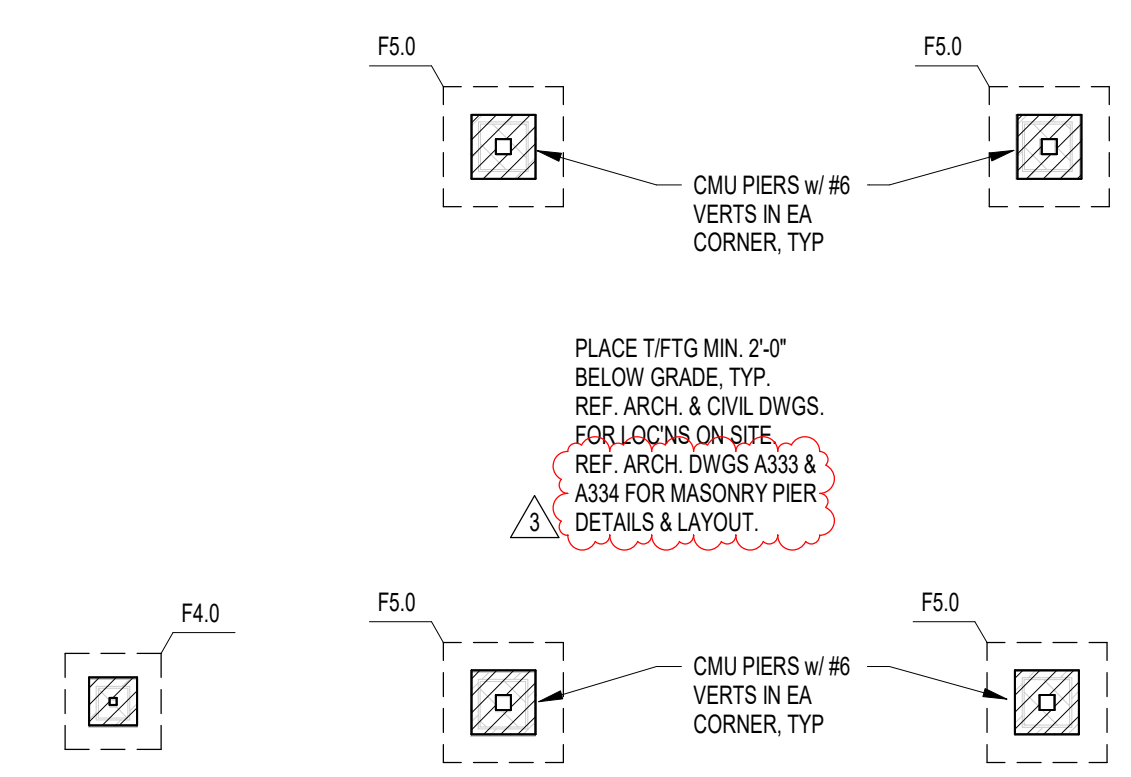 F5.0
F5.0
CMU PIERS w/ #6
VERTS IN EA
CORNER, TYP
PLACE T/FTG MIN. 2'-0"
BELOW GRADE, TYP.
REF. ARCH. & CIVIL DWGS.
FOR LOC'NS ON SITE.
REF. ARCH. DWGS A333 &
A334 FOR MASONRY PIER
DETAILS & LAYOUT.
3
F4.0
F5.0
F5.0
CMU PIERS w/ #6
VERTS IN EA
CORNER, TYP